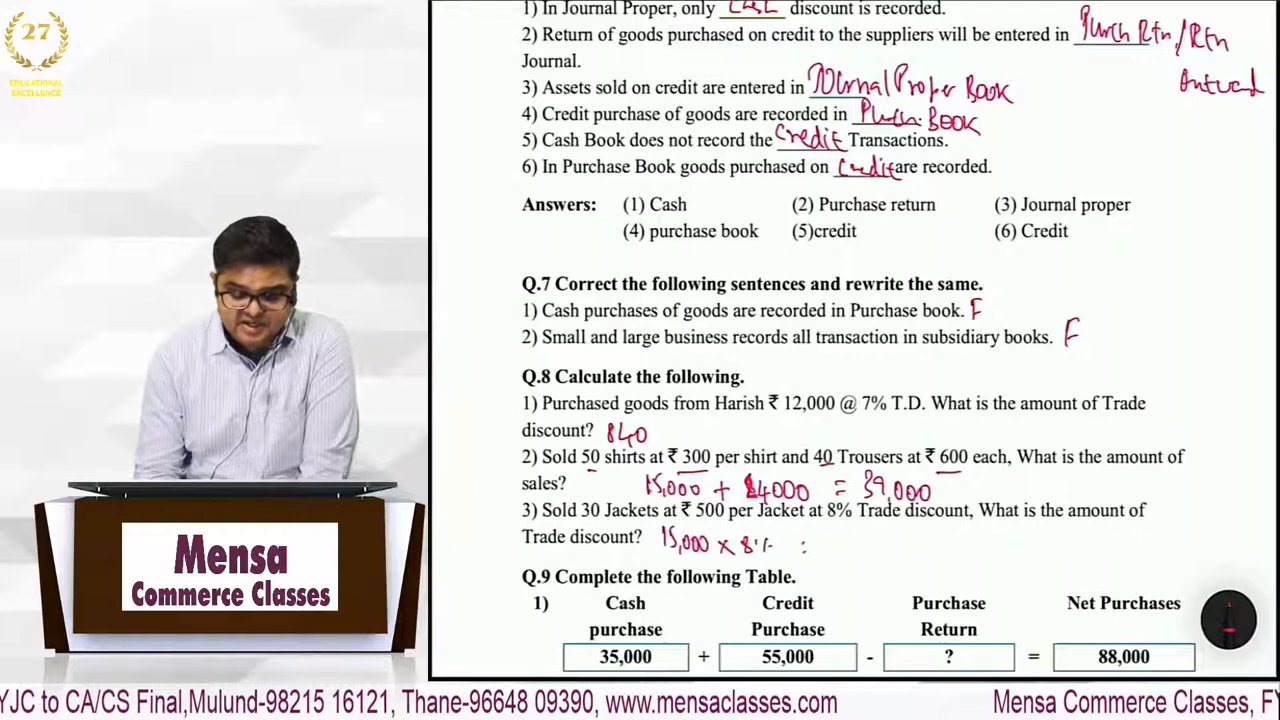 27
EDUCATIONAL
EXCELLENCE
1) In Journal Proper, only Cash discount is recorded.
2) Return of goods purchased on credit to the suppliers will be entered in Purch Rtn / Rtn
Journal. Outward
3) Assets sold on credit are entered in Journal Proper Book
4) Credit purchase of goods are recorded in Purch. Book
5) Cash Book does not record the Credit Transactions.
6) In Purchase Book goods purchased on Credit are recorded.
Answers: (1) Cash (2) Purchase return (3) Journal proper
(4) purchase book (5)credit (6) Credit
Q.7 Correct the following sentences and rewrite the same.
1) Cash purchases of goods are recorded in Purchase book. F
2) Small and large business records all transaction in subsidiary books. F
Q.8 Calculate the following.
1) Purchased goods from Harish ₹ 12,000 @ 7% T.D. What is the amount of Trade
discount? 840
2) Sold 50 shirts at ₹ 300 per shirt and 40 Trousers at ₹ 600 each, What is the amount of
sales? 15,000 + 24000 = 39,000
3) Sold 30 Jackets at ₹ 500 per Jacket at 8% Trade discount, What is the amount of
Trade discount? 15,000 x 8% =
Q.9 Complete the following Table.
1) Cash Credit Purchase Net Purchases
purchase Purchase Return
35,000 + 55,000 - ? = 88,000
Mensa
Commerce Classes
YJC to CA/CS Final,Mulund-98215 16121, Thane-96648 09390, www.mensaclasses.com Mensa Commerce Classes, FY